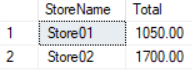 StoreName Total
1 Store01 1050.00
2 Store02 1700.00